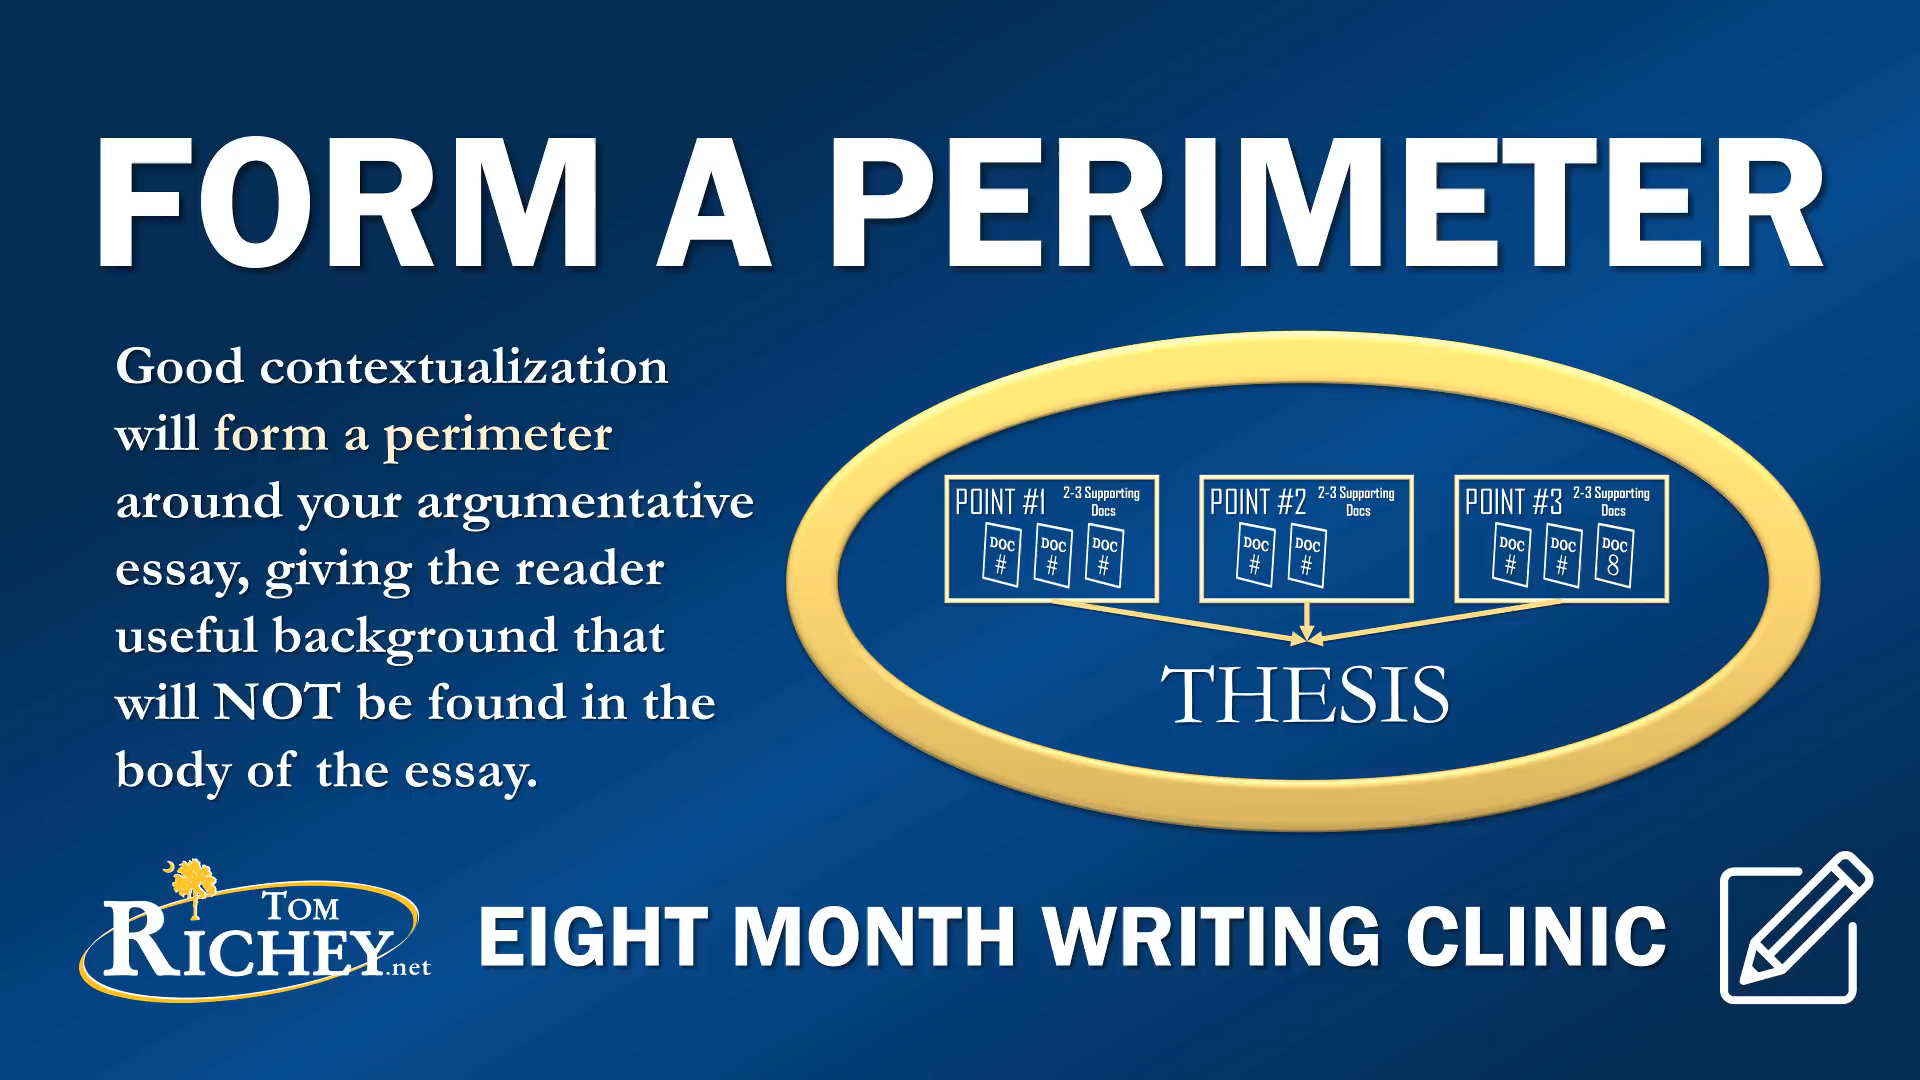 FORM A PERIMETER
Good contextualization
will form a perimeter
around your argumentative
essay, giving the reader
useful background that
will NOT be found in the
body of the essay.
POINT #1 2-3 Supporting
Docs
DOC # DOC # DOC #
POINT #2 2-3 Supporting
Docs
DOC # DOC #
POINT #3 2-3 Supporting
Docs
DOC # DOC # DOC 8
THESIS
TOM
RICHEY.net
EIGHT MONTH WRITING CLINIC